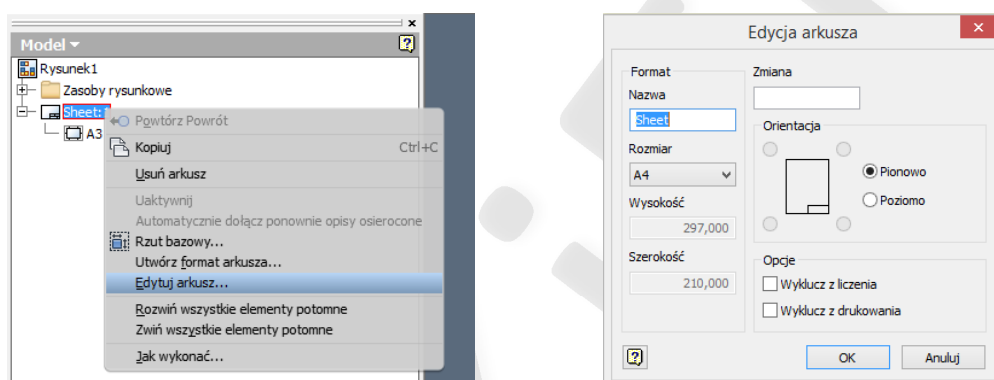 Model
Rysunek1
Zasoby rysunkowe
Sheet:
A3
Powtórz Powrót
Kopiuj Ctrl+C
Usuń arkusz
Uaktywnij
Automatycznie dołącz ponownie opisy osierocone
Rzut bazowy...
Utwórz format arkusza...
Edytuj arkusz...
Rozwiń wszystkie elementy potomne
Zwiń wszystkie elementy potomne
Jak wykonać...
Edycja arkusza
Format
Nazwa
Sheet
Rozmiar
A4
Wysokość
297,000
Szerokość
210,000
Zmiana
Orientacja
Pionowo
Poziomo
Opcje
Wyklucz z liczenia
Wyklucz z drukowania
OK
Anuluj